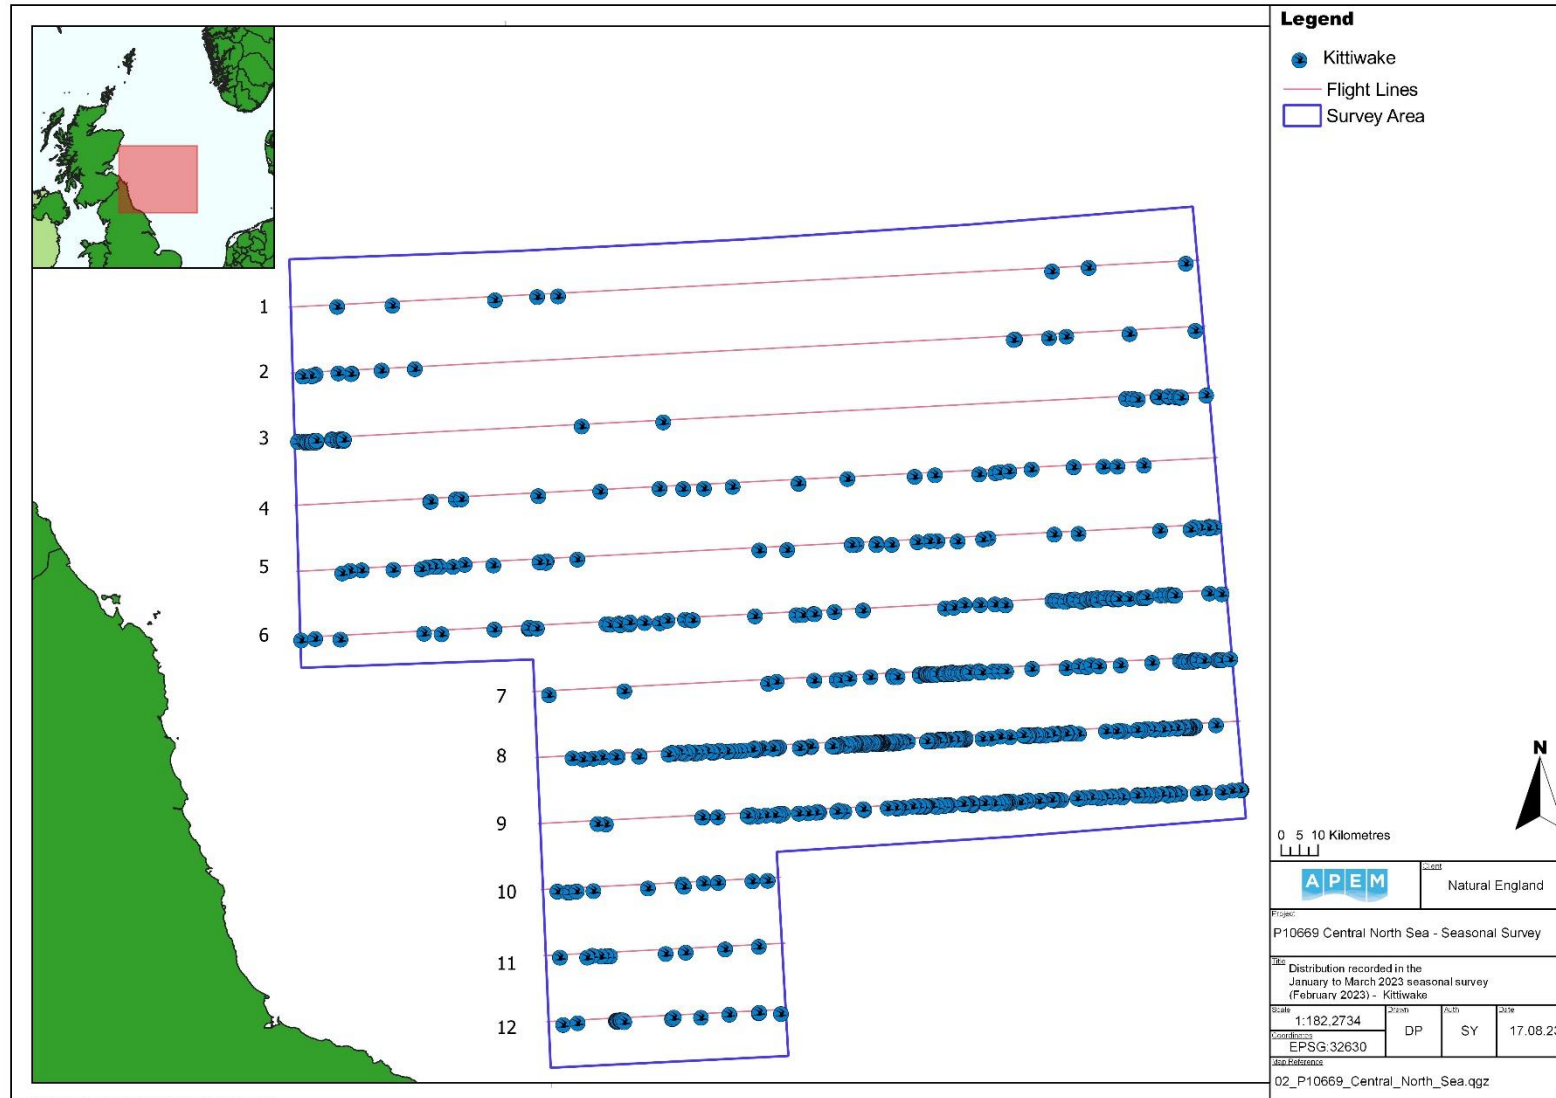 Legend
Kittiwake
Flight Lines
Survey Area
1
2
3
4
5
6
7
8
9
10
11
12
N
0 5 10 Kilometres
APEM
Client
Natural England
Project
P10669 Central North Sea - Seasonal Survey
Title
Distribution recorded in the
January to March 2023 seasonal survey
(February 2023) - Kittiwake
Scale
1:182,2734
Drawn
DP
Auth
SY
Date
17.08.23
Coordinates
EPSG:32630
Map Reference
02_P10669_Central_North_Sea.qgz